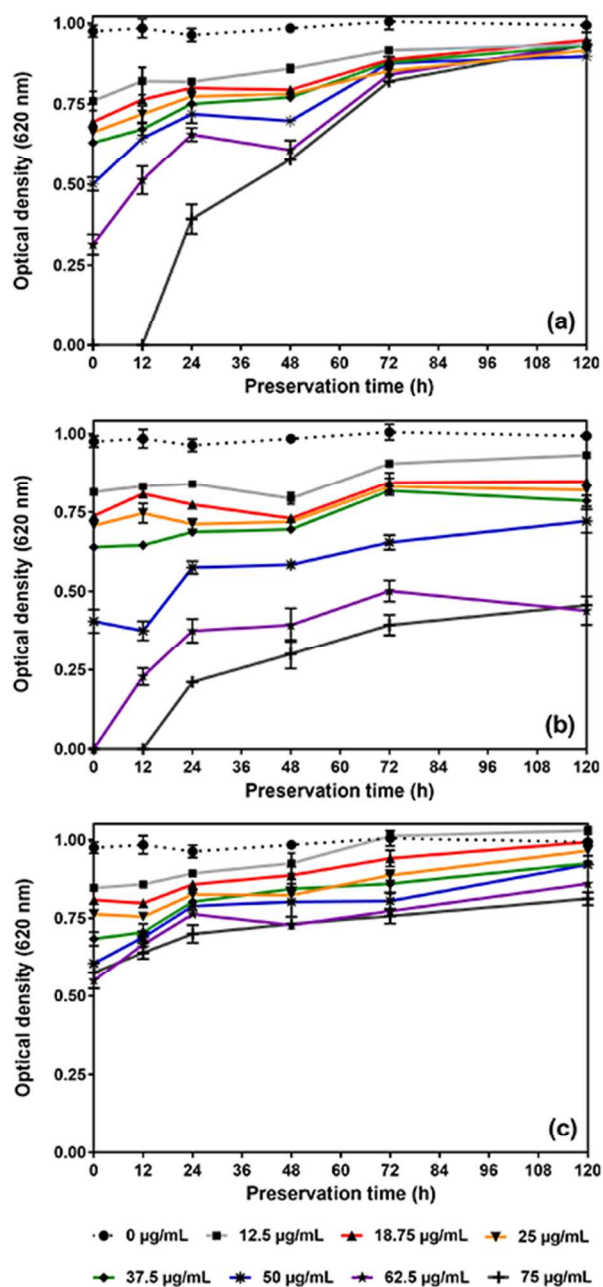 1.00
0.75
0.50
0.25
0.00
Optical density (620 nm)
(a)
0 12 24 36 48 60 72 84 96 108 120
Preservation time (h)
1.00
0.75
0.50
0.25
0.00
Optical density (620 nm)
(b)
0 12 24 36 48 60 72 84 96 108 120
Preservation time (h)
1.00
0.75
0.50
0.25
0.00
Optical density (620 nm)
(c)
0 12 24 36 48 60 72 84 96 108 120
Preservation time (h)
0 µg/mL 12.5 µg/mL 18.75 µg/mL 25 µg/mL
37.5 µg/mL 50 µg/mL 62.5 µg/mL 75 µg/mL